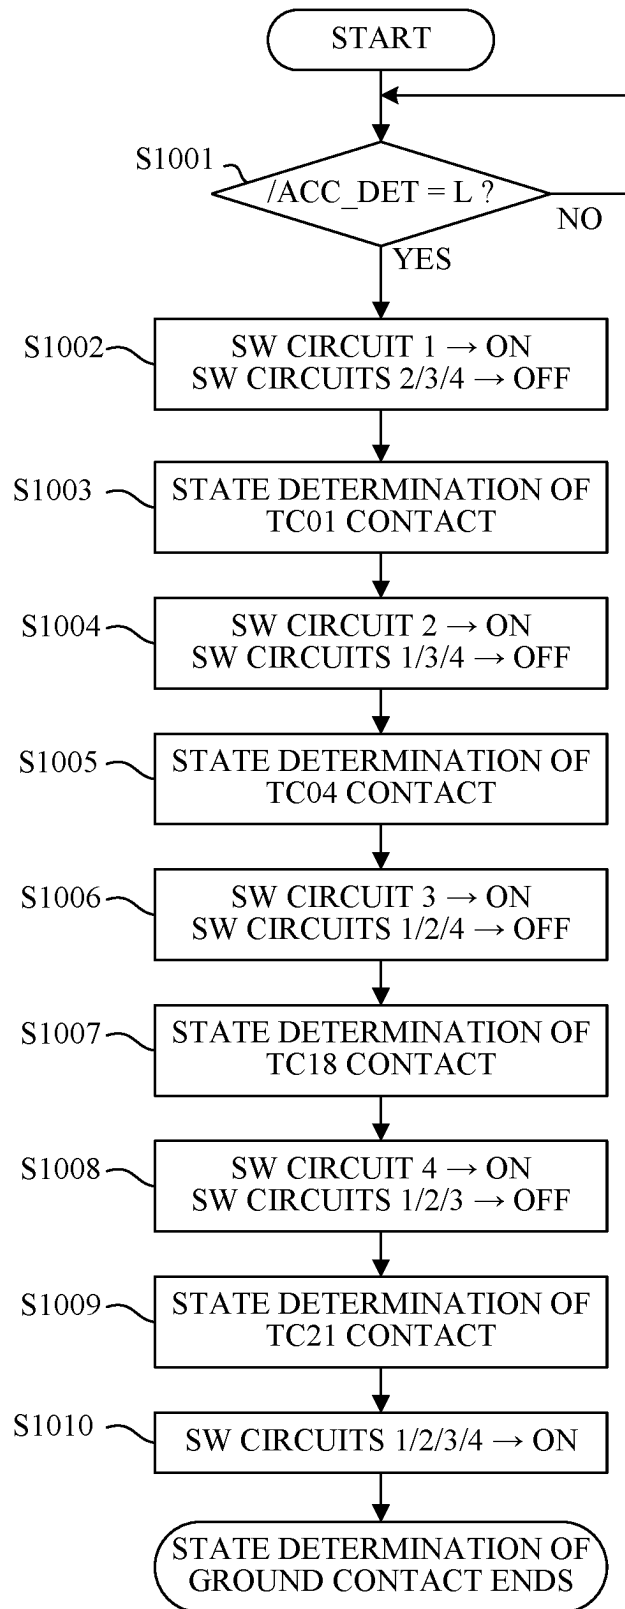 START
S1001
/ACC_DET = L ?
NO
YES
S1002
SW CIRCUIT 1 → ON
SW CIRCUITS 2/3/4 → OFF
S1003
STATE DETERMINATION OF
TC01 CONTACT
S1004
SW CIRCUIT 2 → ON
SW CIRCUITS 1/3/4 → OFF
S1005
STATE DETERMINATION OF
TC04 CONTACT
S1006
SW CIRCUIT 3 → ON
SW CIRCUITS 1/2/4 → OFF
S1007
STATE DETERMINATION OF
TC18 CONTACT
S1008
SW CIRCUIT 4 → ON
SW CIRCUITS 1/2/3 → OFF
S1009
STATE DETERMINATION OF
TC21 CONTACT
S1010
SW CIRCUITS 1/2/3/4 → ON
STATE DETERMINATION OF
GROUND CONTACT ENDS